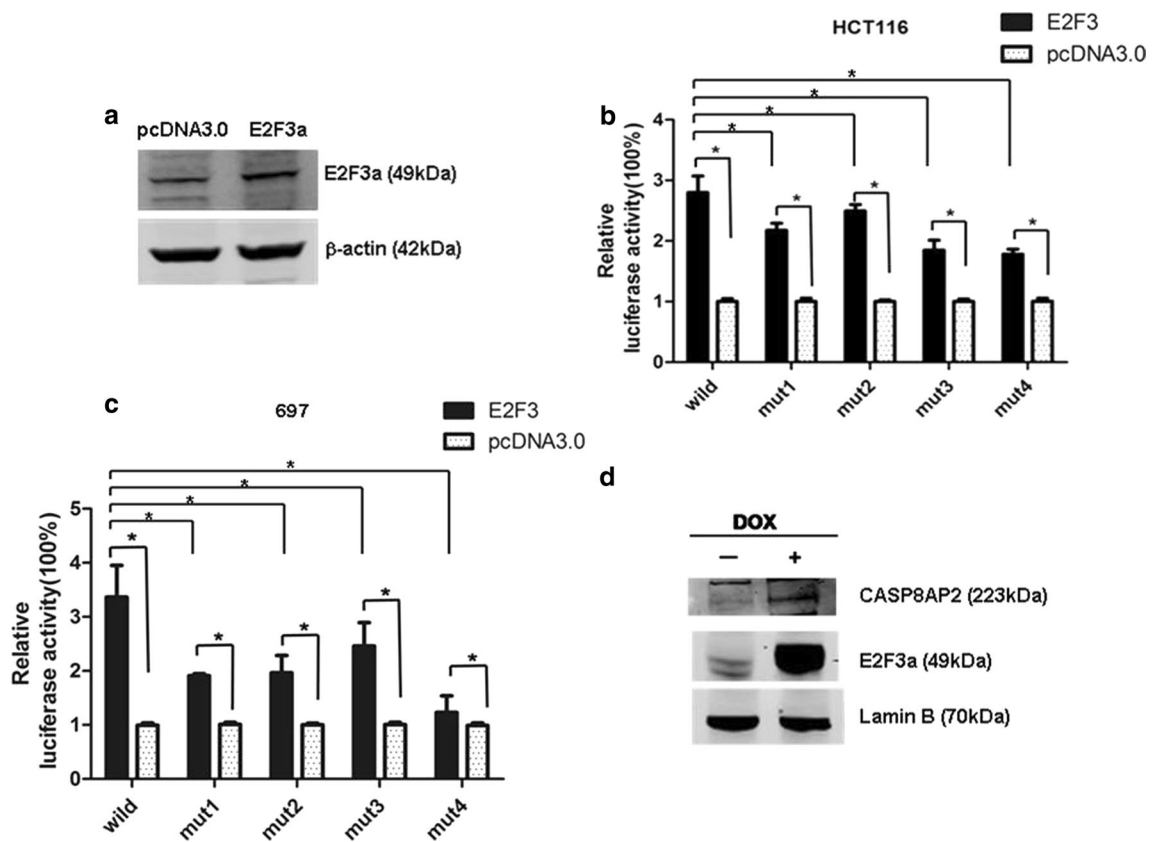 a
pcDNA3.0 E2F3a
E2F3a (49kDa)
β-actin (42kDa)
b
HCT116
E2F3
pcDNA3.0
Relative
luciferase activity(100%)
4
3
2
1
0
*
*
*
*
*
*
*
*
*
wild mut1 mut2 mut3 mut4
c
697
E2F3
pcDNA3.0
Relative
luciferase activity(100%)
5
4
3
2
1
0
*
*
*
*
*
*
*
*
*
wild mut1 mut2 mut3 mut4
d
DOX
— +
CASP8AP2 (223kDa)
E2F3a (49kDa)
Lamin B (70kDa)